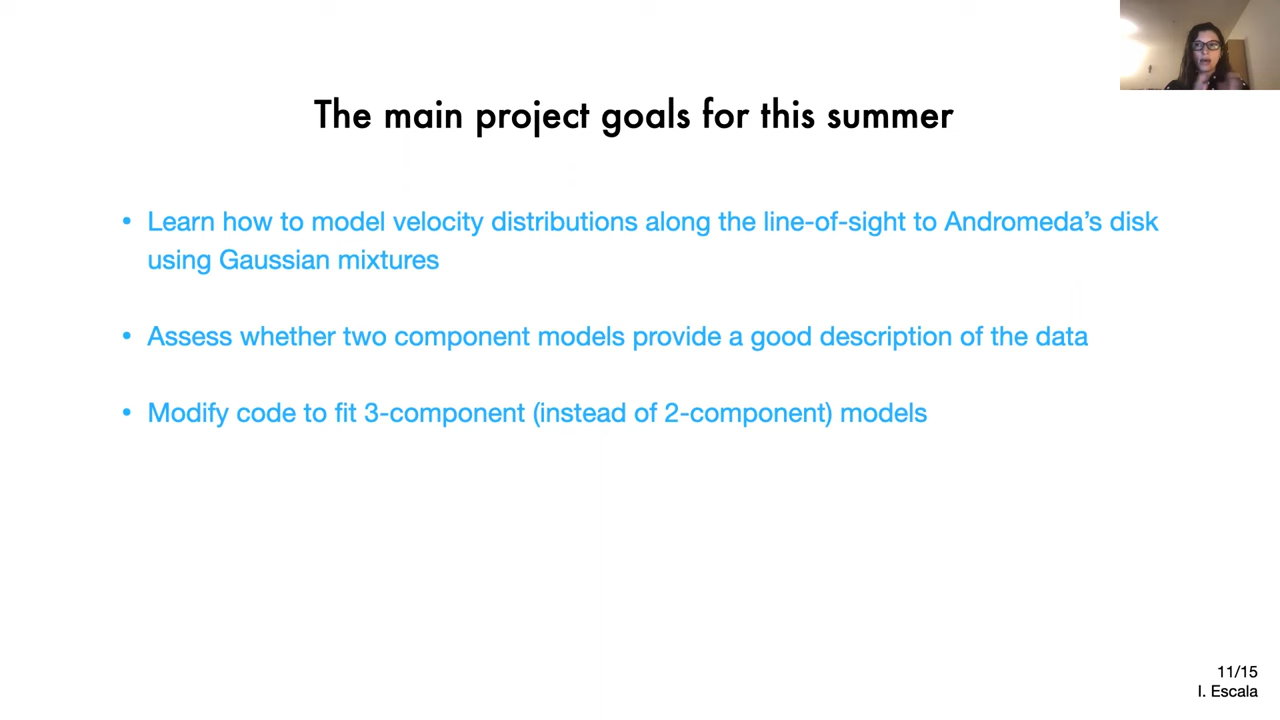 The main project goals for this summer
• Learn how to model velocity distributions along the line-of-sight to Andromeda’s disk
using Gaussian mixtures
• Assess whether two component models provide a good description of the data
• Modify code to fit 3-component (instead of 2-component) models
11/15
I. Escala